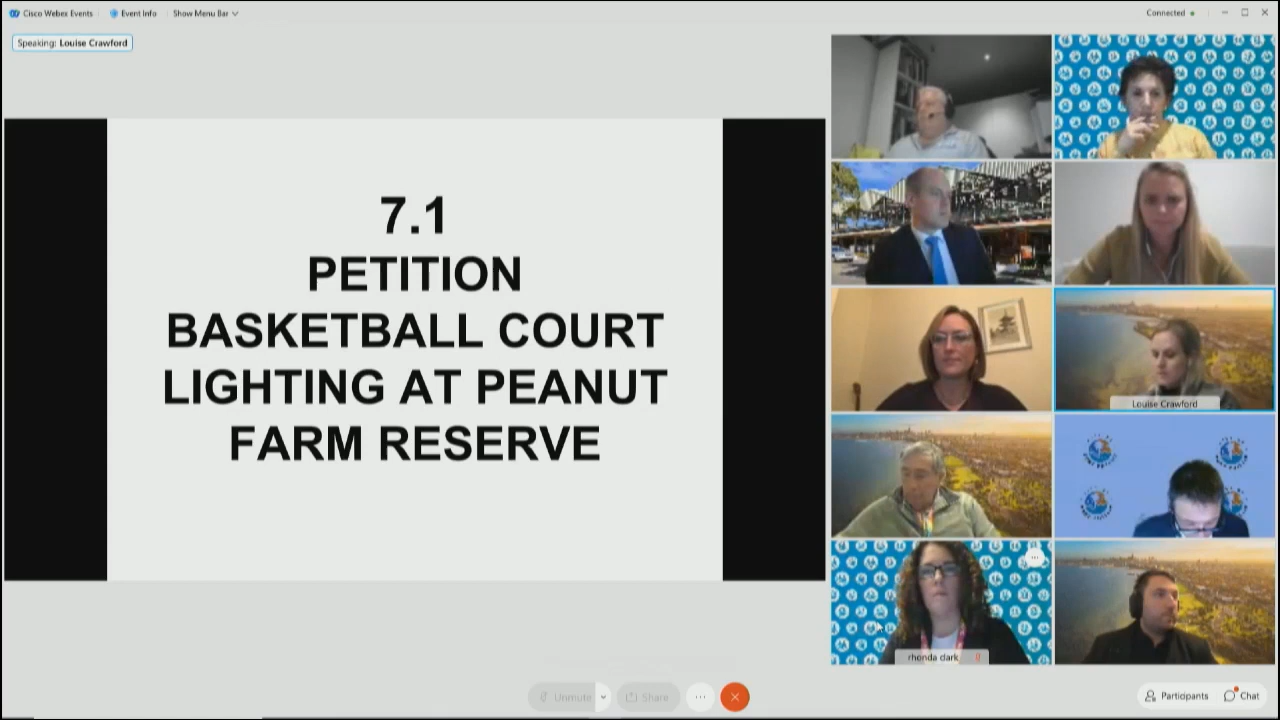 Cisco Webex Events
Event Info
Show Menu Bar
Connected
Speaking: Louise Crawford
7.1
PETITION
BASKETBALL COURT
LIGHTING AT PEANUT
FARM RESERVE
Louise Crawford
rhonda clark
Unmute
Share
Participants
Chat